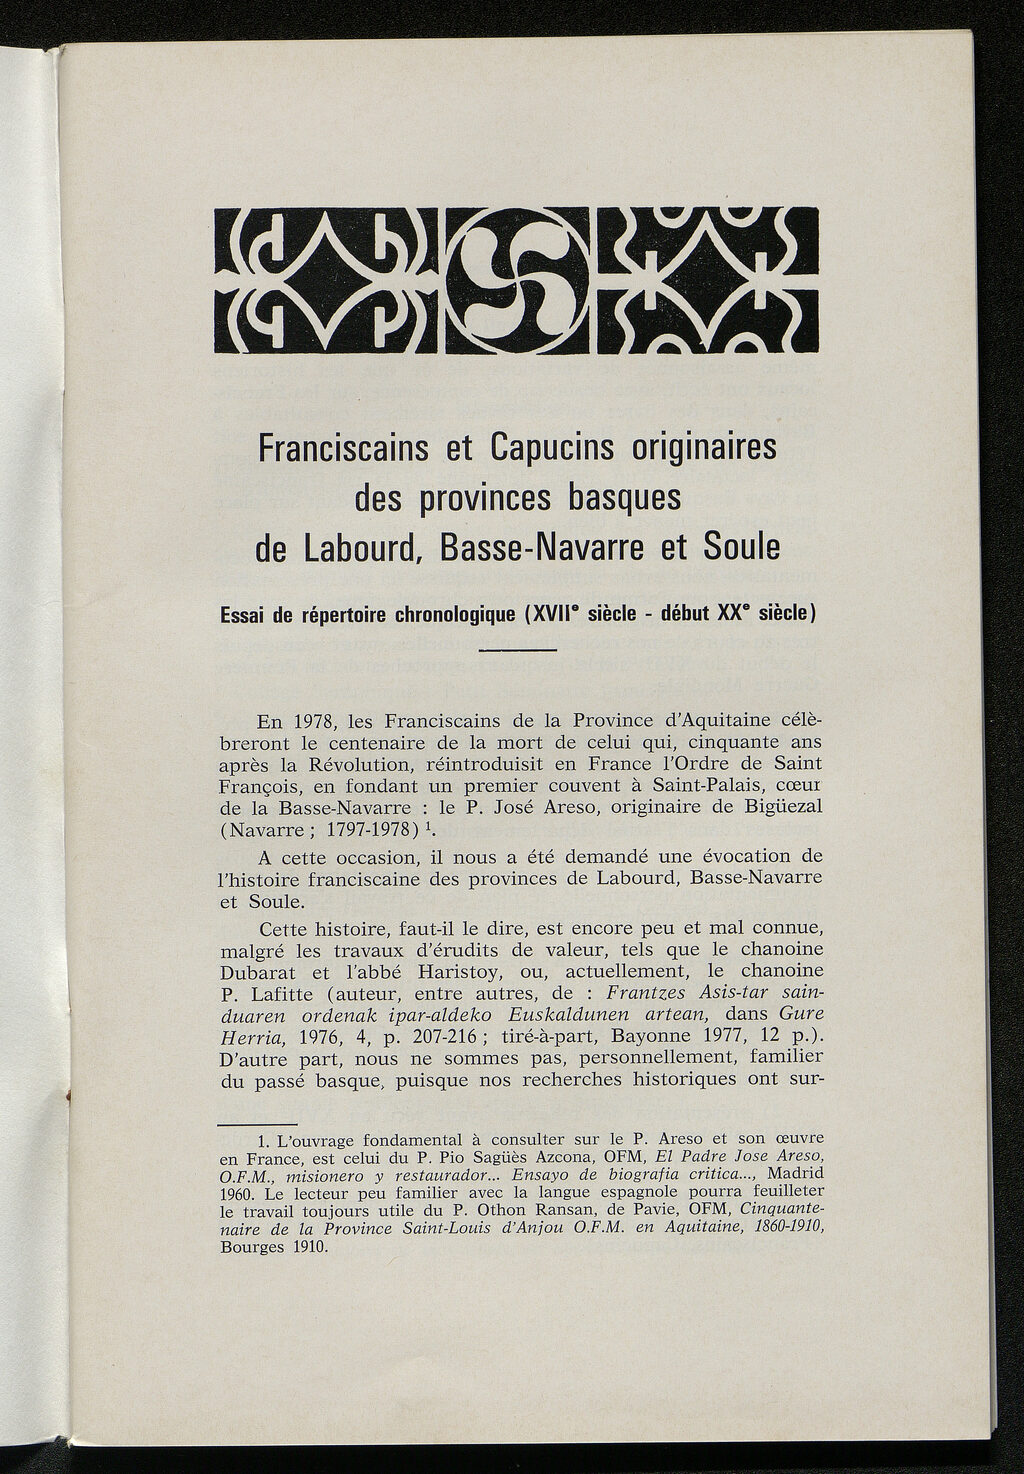 Franciscains et Capucins originaires
des provinces basques
de Labourd, Basse-Navarre et Soule
Essai de répertoire chronologique (XVIIe siècle - début XXe siècle)
En 1978, les Franciscains de la Province d'Aquitaine célè-
breront le centenaire de la mort de celui qui, cinquante ans
après la Révolution, réintroduisit en France l'Ordre de Saint
François, en fondant un premier couvent à Saint-Palais, cœur
de la Basse-Navarre : le P. José Areso, originaire de Bigüezal
(Navarre ; 1797-1978) 1.
A cette occasion, il nous a été demandé une évocation de
l'histoire franciscaine des provinces de Labourd, Basse-Navarre
et Soule.
Cette histoire, faut-il le dire, est encore peu et mal connue,
malgré les travaux d'érudits de valeur, tels que le chanoine
Dubarat et l'abbé Haristoy, ou, actuellement, le chanoine
P. Lafitte (auteur, entre autres, de : Frantzes Asis-tar sain-
duaren ordenak ipar-aldeko Euskaldunen artean, dans Gure
Herria, 1976, 4, p. 207-216 ; tiré-à-part, Bayonne 1977, 12 p.).
D'autre part, nous ne sommes pas, personnellement, familier
du passé basque, puisque nos recherches historiques ont sur-
1. L'ouvrage fondamental à consulter sur le P. Areso et son œuvre
en France, est celui du P. Pio Sagüès Azcona, OFM, El Padre Jose Areso,
O.F.M., misionero y restaurador... Ensayo de biografia critica..., Madrid
1960. Le lecteur peu familier avec la langue espagnole pourra feuilleter
le travail toujours utile du P. Othon Ransan, de Pavie, OFM, Cinquante-
naire de la Province Saint-Louis d'Anjou O.F.M. en Aquitaine, 1860-1910,
Bourges 1910.